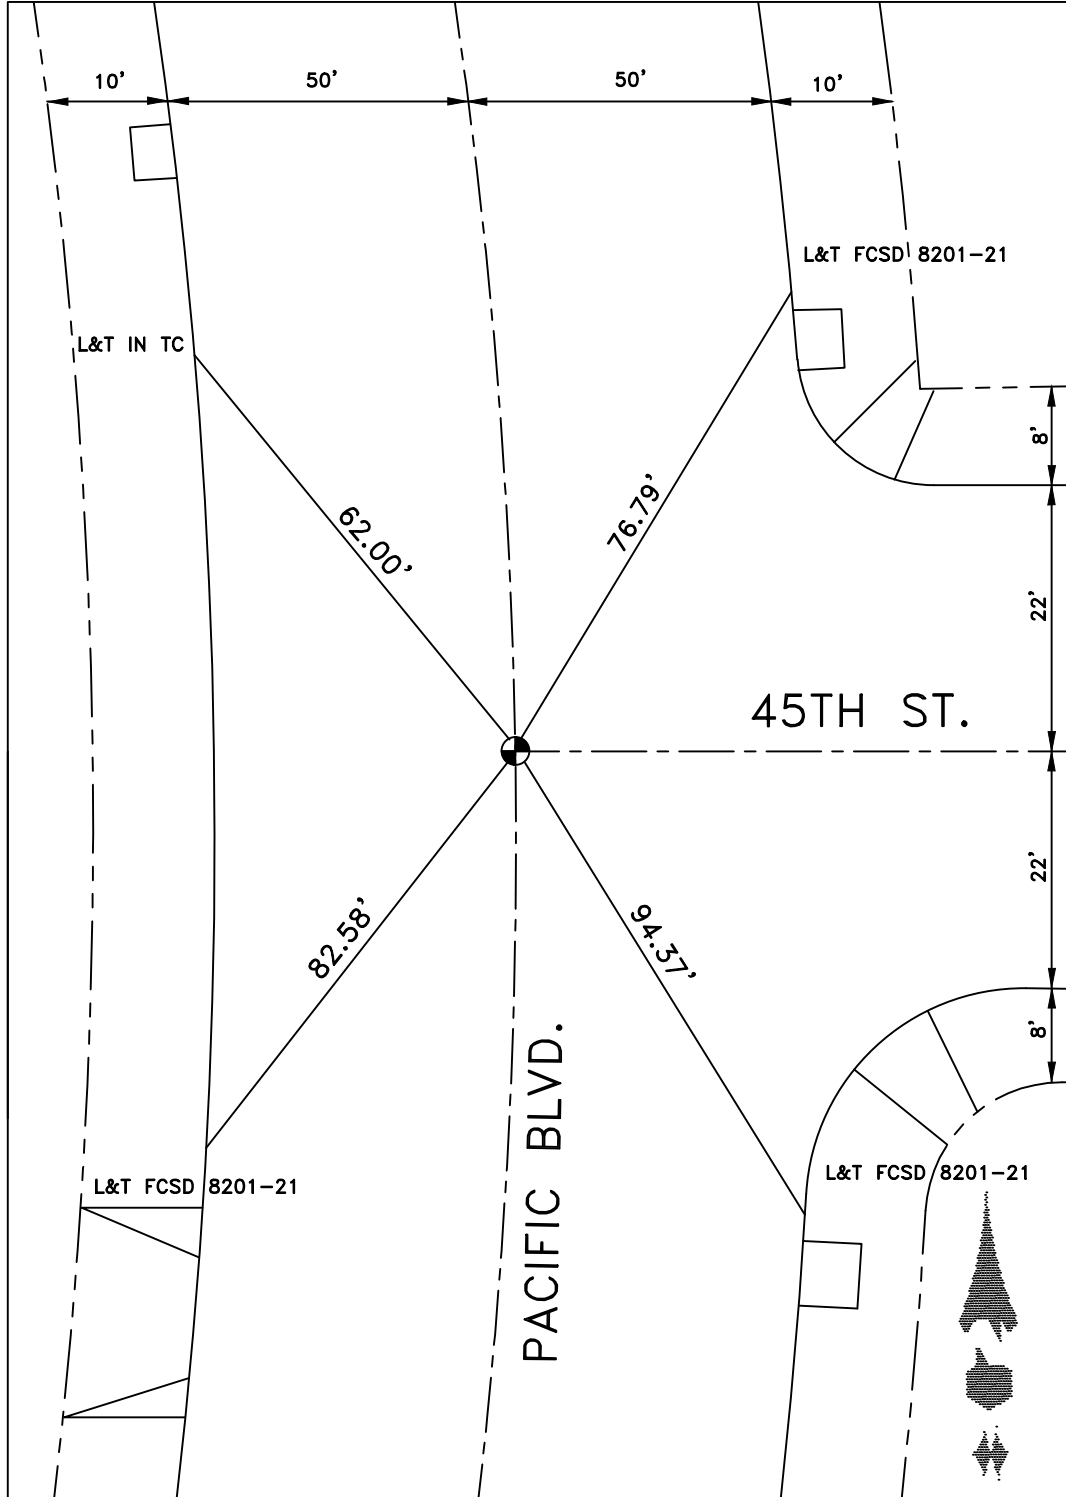 10' 50' 50' 10'
L&T FCSD 8201-21
L&T IN TC
8'
62.00'
76.79'
22'
45TH ST.
22'
82.58'
94.37'
8'
PACIFIC BLVD.
L&T FCSD 8201-21
L&T FCSD 8201-21